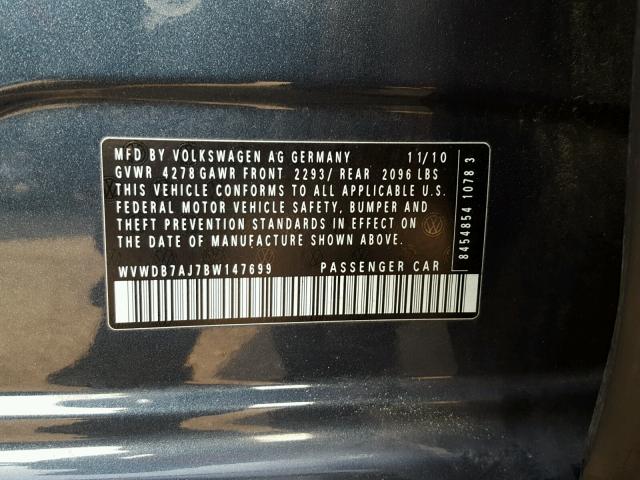 MFD BY VOLKSWAGEN AG GERMANY 11/10
GVWR 4278 GAWR FRONT 2293/ REAR 2096 LBS
THIS VEHICLE CONFORMS TO ALL APPLICABLE U.S.
FEDERAL MOTOR VEHICLE SAFETY, BUMPER AND
THEFT PREVENTION STANDARDS IN EFFECT ON
THE DATE OF MANUFACTURE SHOWN ABOVE.
WVWDB7AJ7BW147699 PASSENGER CAR
8454854 1078 3